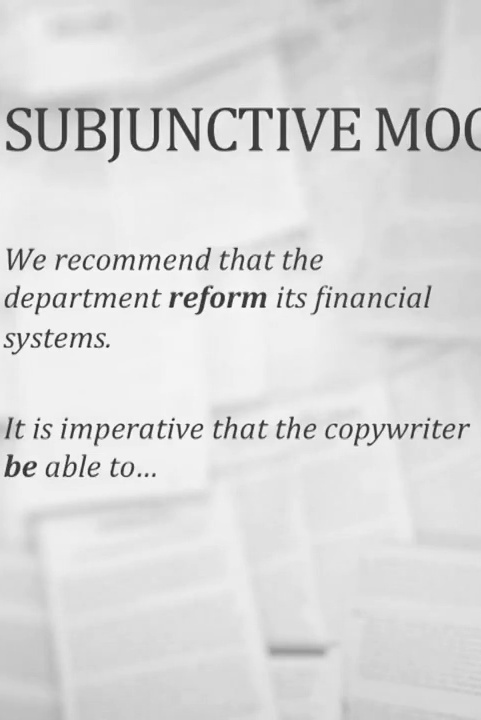 SUBJUNCTIVE MOO
We recommend that the
department reform its financial
systems.
It is imperative that the copywriter
be able to...